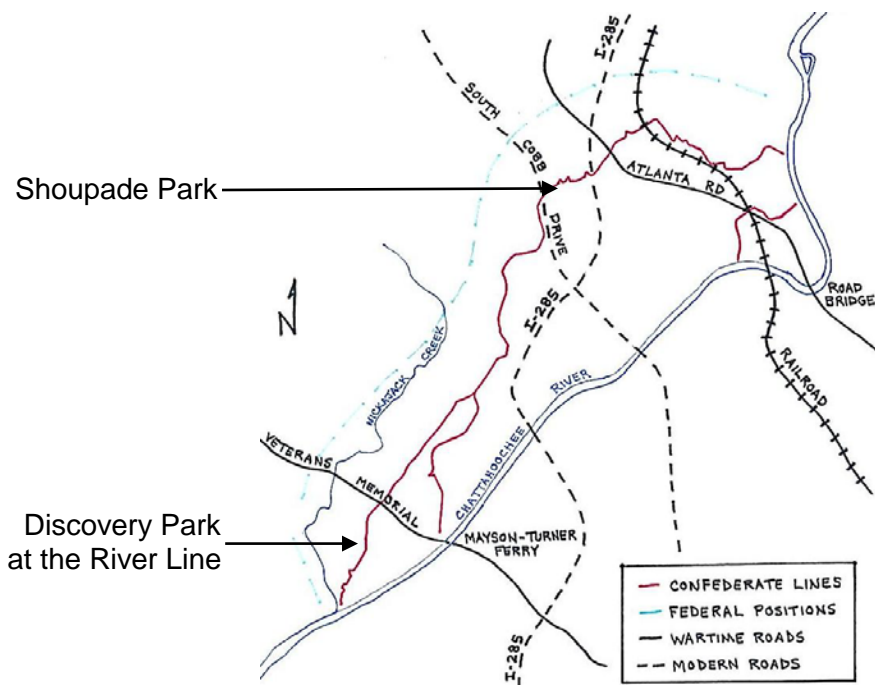 I-285
SOUTH
COBB
DRIVE
Shoupade Park
ATLANTA RD
ROAD
BRIDGE
I-285
N
NICKAJACK CREEK
RIVER
RAILROAD
CHATTAHOOCHEE
VETERANS
MEMORIAL
Discovery Park
at the River Line
MAYSON-TURNER
FERRY
I-285
CONFEDERATE LINES
FEDERAL POSITIONS
WARTIME ROADS
MODERN ROADS